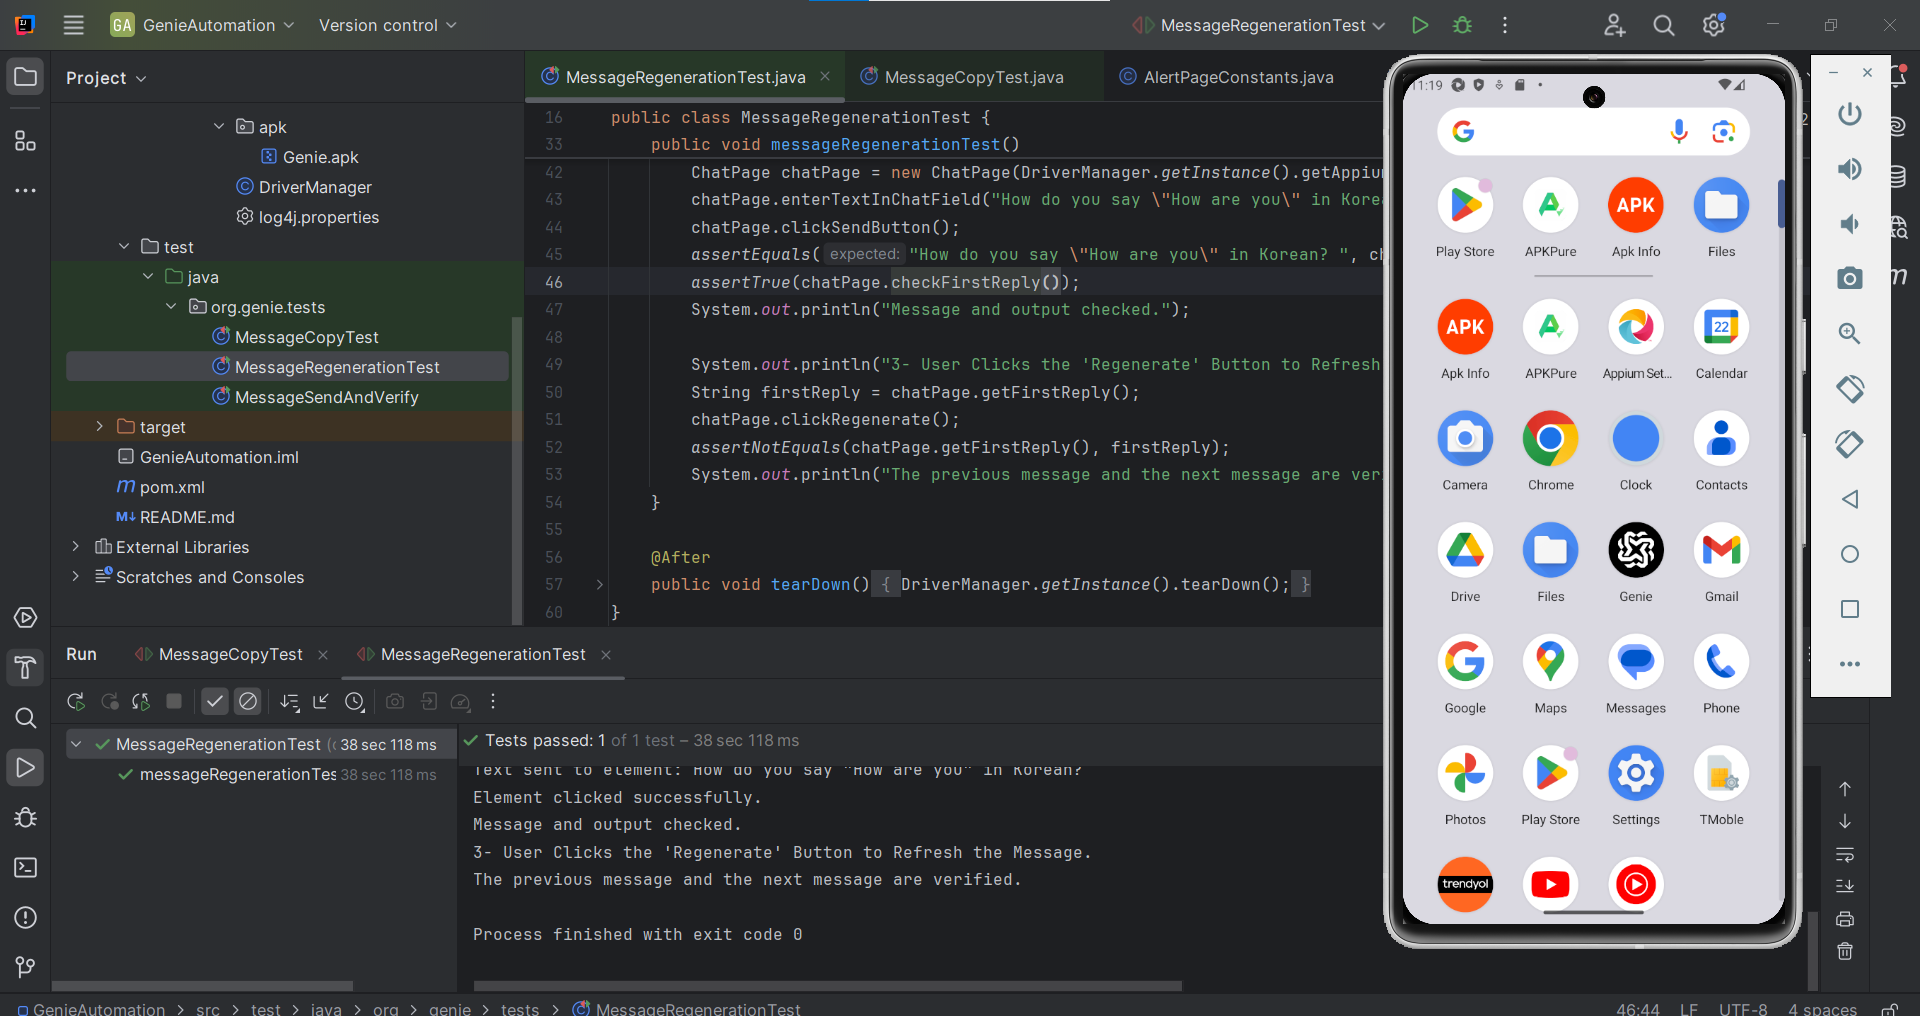 GA GenieAutomation Version control MessageRegenerationTest
Project
apk
Genie.apk
DriverManager
log4j.properties
test
java
org.genie.tests
MessageCopyTest
MessageRegenerationTest
MessageSendAndVerify
target
GenieAutomation.iml
m pom.xml
M↓ README.md
External Libraries
Scratches and Consoles
MessageRegenerationTest.java MessageCopyTest.java AlertPageConstants.java
16 public class MessageRegenerationTest {
33 public void messageRegenerationTest()
42 ChatPage chatPage = new ChatPage(DriverManager.getInstance().getAppiu
43 chatPage.enterTextInChatField("How do you say \"How are you\" in Kore
44 chatPage.clickSendButton();
45 assertEquals( expected: "How do you say \"How are you\" in Korean? ", ch
46 assertTrue(chatPage.checkFirstReply());
47 System.out.println("Message and output checked.");
48
49 System.out.println("3- User Clicks the 'Regenerate' Button to Refresh
50 String firstReply = chatPage.getFirstReply();
51 chatPage.clickRegenerate();
52 assertNotEquals(chatPage.getFirstReply(), firstReply);
53 System.out.println("The previous message and the next message are ver
54 }
55
56 @After
57 public void tearDown() { DriverManager.getInstance().tearDown(); }
60 }
Run MessageCopyTest MessageRegenerationTest
MessageRegenerationTest 38 sec 118 ms
messageRegenerationTes 38 sec 118 ms
Tests passed: 1 of 1 test – 38 sec 118 ms
Text sent to element: How do you say "How are you" in Korean?
Element clicked successfully.
Message and output checked.
3- User Clicks the 'Regenerate' Button to Refresh the Message.
The previous message and the next message are verified.
Process finished with exit code 0
11:19
G
Play Store APKPure Apk Info Files
APK
APK
22
Apk Info APKPure Appium Set... Calendar
Camera Chrome Clock Contacts
Drive Files Genie Gmail
Google Maps Messages Phone
Photos Play Store Settings TMoble
trendyol
m
GenieAutomation > src > test > java > org > genie > tests > MessageRegenerationTest
46:44 LF UTF-8 4 spaces